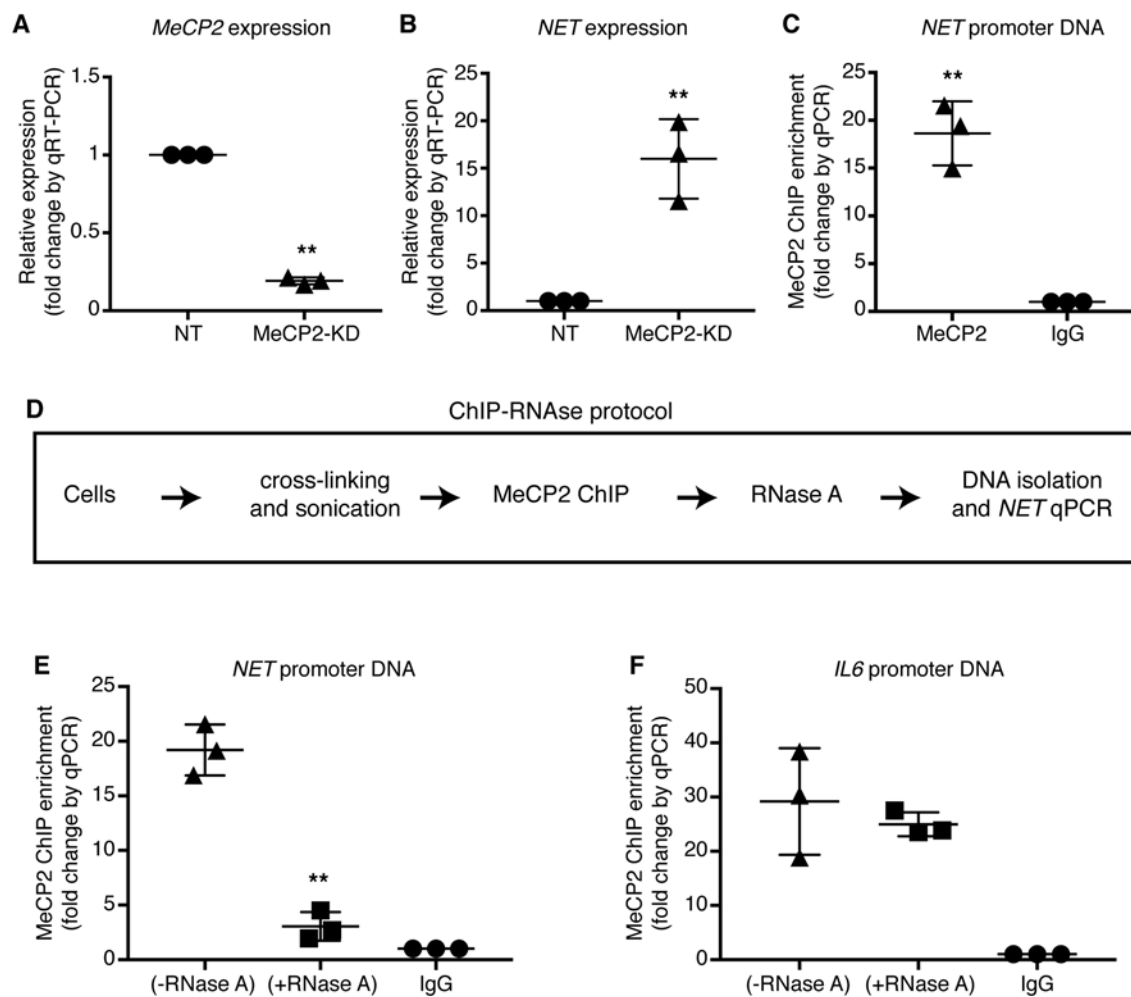 A
MeCP2 expression
Relative expression
(fold change by qRT-PCR)
1.5
1
0.5
0
**
NT
MeCP2-KD
B
NET expression
Relative expression
(fold change by qRT-PCR)
25
20
15
10
5
0
**
NT
MeCP2-KD
C
NET promoter DNA
MeCP2 ChIP enrichment
(fold change by qPCR)
25
20
15
10
5
0
**
MeCP2
IgG
D
ChIP-RNAse protocol
Cells
cross-linking
and sonication
MeCP2 ChIP
RNase A
DNA isolation
and NET qPCR
E
NET promoter DNA
MeCP2 ChIP enrichment
(fold change by qPCR)
25
20
15
10
5
0
**
(-RNase A)
(+RNase A)
IgG
F
IL6 promoter DNA
MeCP2 ChIP enrichment
(fold change by qPCR)
50
40
30
20
10
0
(-RNase A)
(+RNase A)
IgG